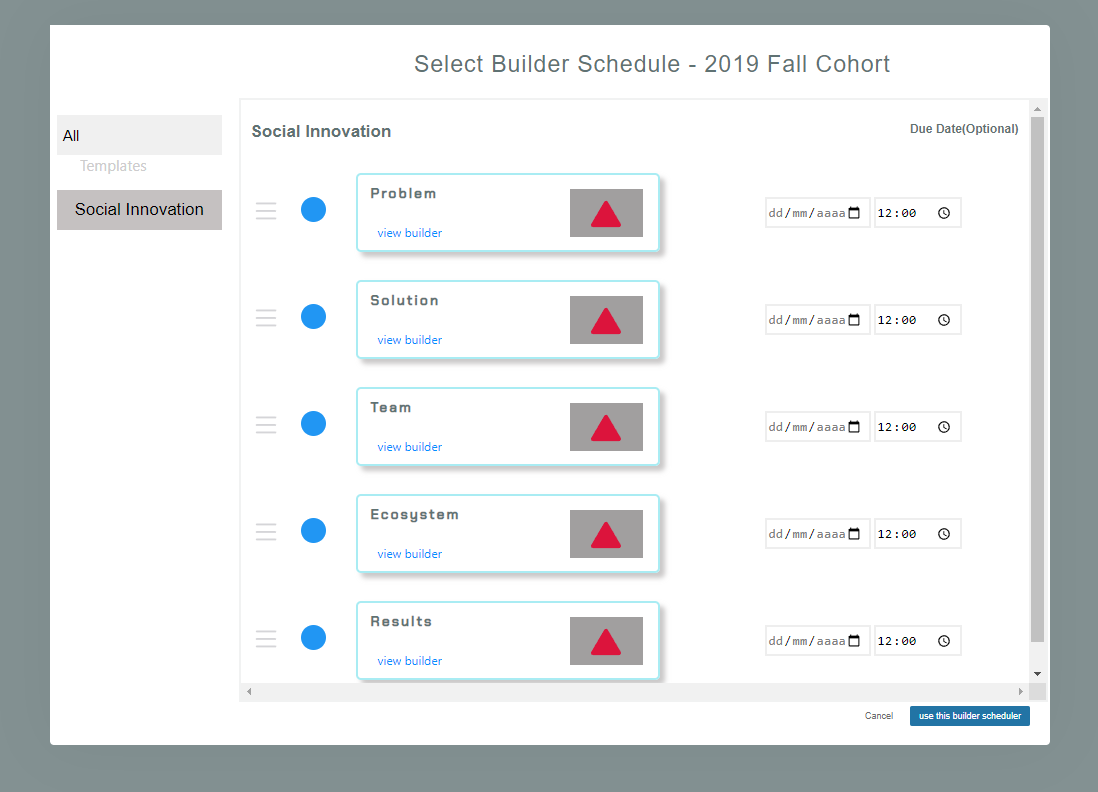 Select Builder Schedule - 2019 Fall Cohort
All
Templates
Social Innovation
Social Innovation
Due Date(Optional)
Problem
view builder
dd/mm/aaaa 12:00
Solution
view builder
dd/mm/aaaa 12:00
Team
view builder
dd/mm/aaaa 12:00
Ecosystem
view builder
dd/mm/aaaa 12:00
Results
view builder
dd/mm/aaaa 12:00
Cancel
use this builder scheduler